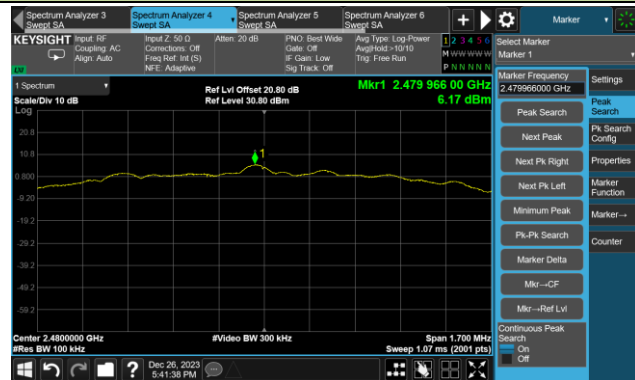 Spectrum Analyzer 3
Swept SA
Spectrum Analyzer 4
Swept SA
Spectrum Analyzer 5
Swept SA
Spectrum Analyzer 6
Swept SA
Marker
KEYSIGHT
Input: RF
Coupling: AC
Align: Auto
Input Z: 50 Ω
Corrections: Off
Freq Ref: Int (S)
NFE: Adaptive
Atten: 20 dB
PNO: Best Wide
Gate: Off
IF Gain: Low
Sig Track: Off
Avg Type: Log-Power
Avg|Hold:>10/10
Trig: Free Run
1 2 3 4 5 6
M W W W W W
P N N N N N
Select Marker
Marker 1
1 Spectrum
Scale/Div 10 dB
Log
Ref Lvl Offset 20.80 dB
Ref Level 30.80 dBm
Mkr1 2.479 966 00 GHz
6.17 dBm
20.8
10.8
0.800
-9.20
-19.2
-29.2
-39.2
-49.2
-59.2
1
Center 2.4800000 GHz
#Res BW 100 kHz
#Video BW 300 kHz
Span 1.700 MHz
Sweep 1.07 ms (2001 pts)
Marker Frequency
2.479966000 GHz
Peak Search
Next Peak
Next Pk Right
Next Pk Left
Minimum Peak
Pk-Pk Search
Marker Delta
Mkr→CF
Mkr→Ref Lvl
Continuous Peak
Search
On
Off
Settings
Peak
Search
Pk Search
Config
Properties
Marker
Function
Marker→
Counter
?
Dec 26, 2023
5:41:38 PM